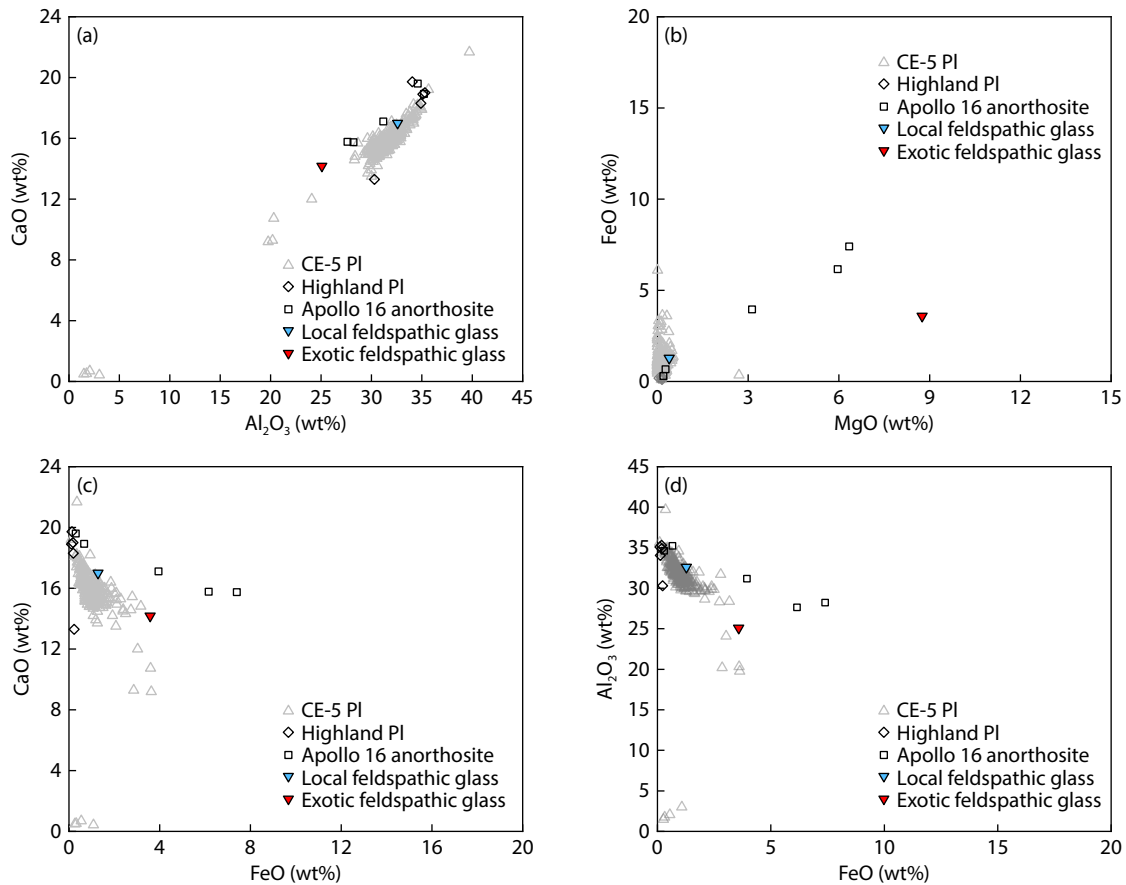 (a)
24
20
16
12
8
4
0
CaO (wt%)
CE-5 Pl
Highland Pl
Apollo 16 anorthosite
Local feldspathic glass
Exotic feldspathic glass
0 5 10 15 20 25 30 35 40 45
Al₂O₃ (wt%)
(b)
20
15
10
5
0
FeO (wt%)
CE-5 Pl
Highland Pl
Apollo 16 anorthosite
Local feldspathic glass
Exotic feldspathic glass
0 3 6 9 12 15
MgO (wt%)
(c)
24
20
16
12
8
4
0
CaO (wt%)
CE-5 Pl
Highland Pl
Apollo 16 anorthosite
Local feldspathic glass
Exotic feldspathic glass
0 4 8 12 16 20
FeO (wt%)
(d)
45
40
35
30
25
20
15
10
5
0
Al₂O₃ (wt%)
CE-5 Pl
Highland Pl
Apollo 16 anorthosite
Local feldspathic glass
Exotic feldspathic glass
0 5 10 15 20
FeO (wt%)